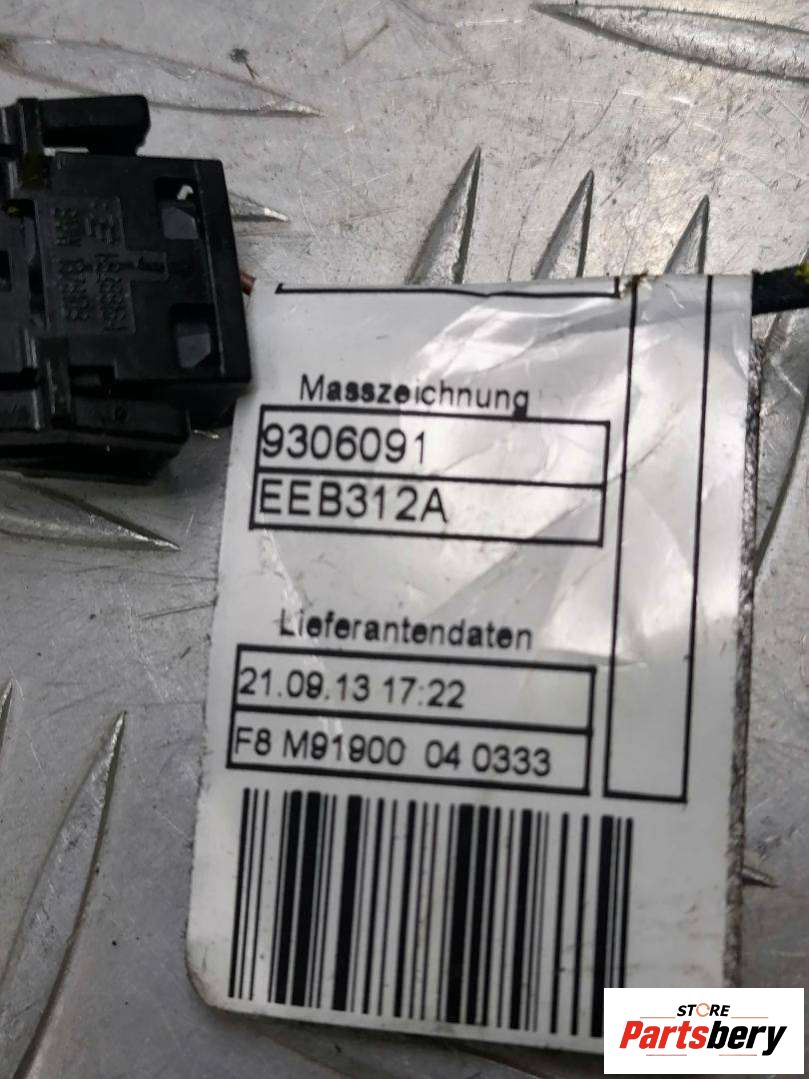 Masszeichnung
9306091
EEB312A
Lieferantendaten
21.09.13 17:22
F8 M91900 04 0333
STORE
Partsbery